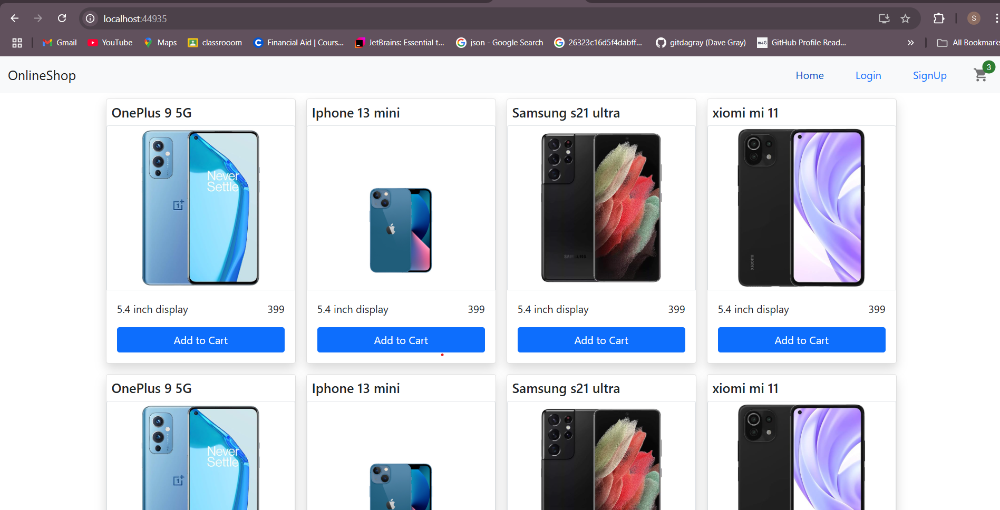 localhost:44935
Gmail YouTube Maps classrooom Financial Aid | Cours... JetBrains: Essential t... json - Google Search 26323c16d5f4dabff... gitdagray (Dave Gray) GitHub Profile Read... » All Bookmarks
OnlineShop Home Login SignUp 3
OnePlus 9 5G Iphone 13 mini Samsung s21 ultra xiomi mi 11
Never
Settle
SAMSUNG
xiaomi
5.4 inch display 399 5.4 inch display 399 5.4 inch display 399 5.4 inch display 399
Add to Cart Add to Cart Add to Cart Add to Cart
OnePlus 9 5G Iphone 13 mini Samsung s21 ultra xiomi mi 11
Never
Settle